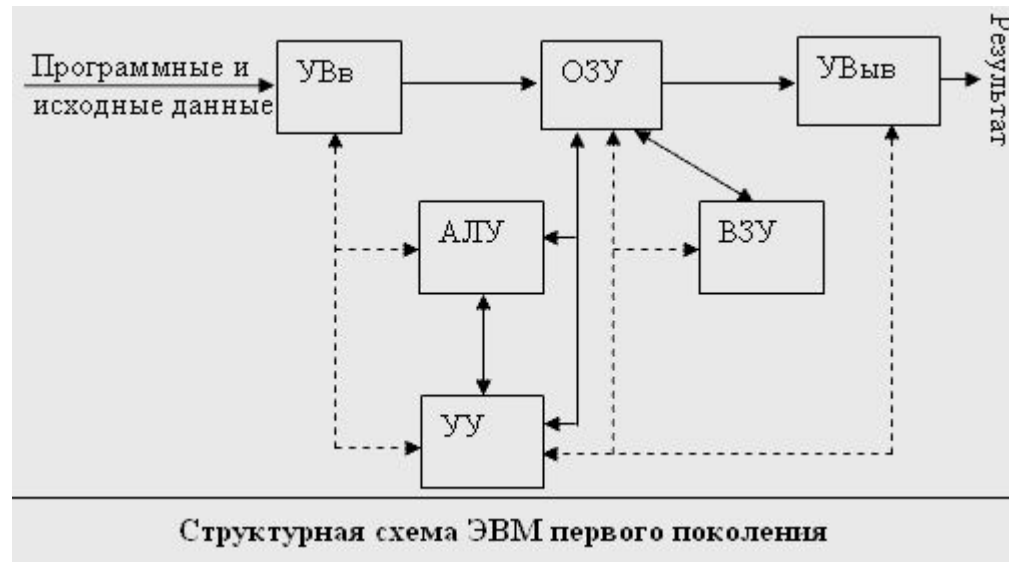 Программные и
исходные данные
УВв
ОЗУ
УВыв
Результат
АЛУ
ВЗУ
УУ
Структурная схема ЭВМ первого поколения